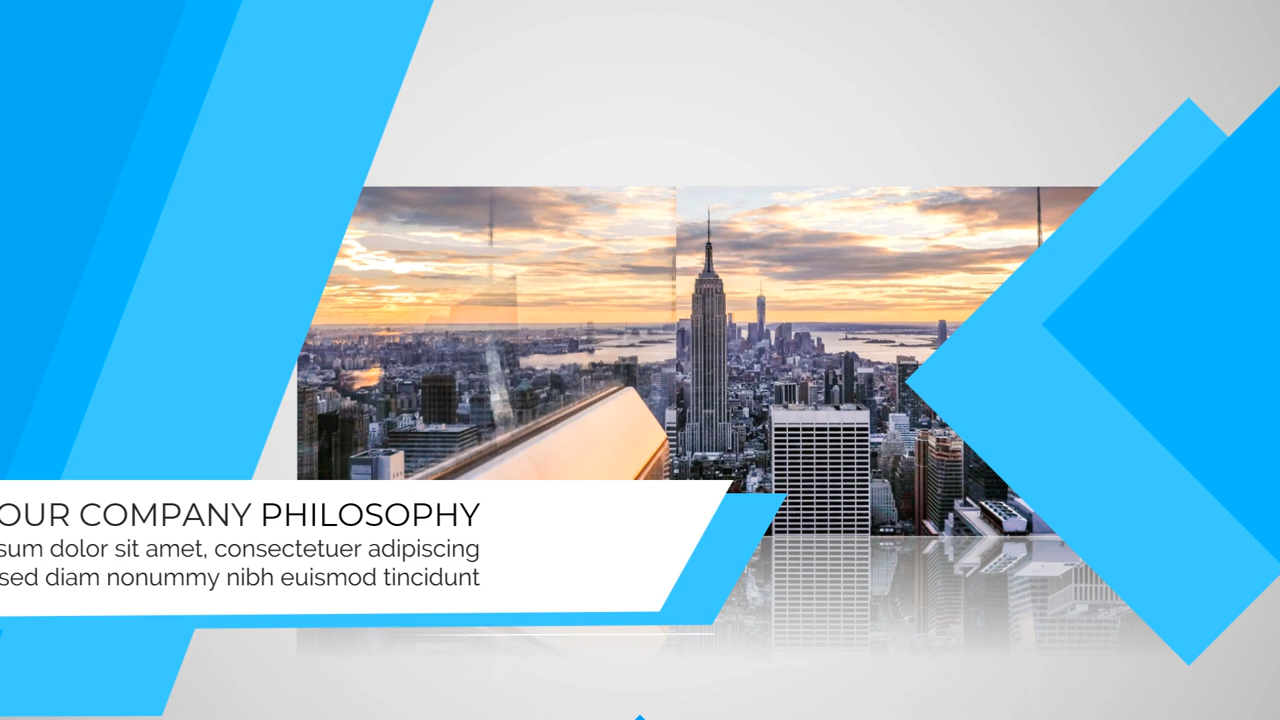 OUR COMPANY PHILOSOPHY
sum dolor sit amet, consectetuer adipiscing
sed diam nonummy nibh euismod tincidunt